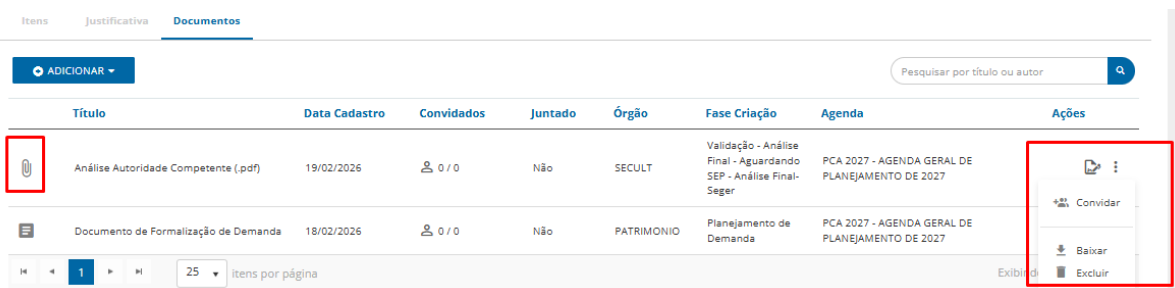 Itens Justificativa Documentos
ADICIONAR
Pesquisar por título ou autor
Título Data Cadastro Convidados Juntado Órgão Fase Criação Agenda Ações
Análise Autoridade Competente (.pdf) 19/02/2026 0 / 0 Não SECULT
Validação - Análise
Final - Aguardando
SEP - Análise Final-
Seger
PCA 2027 - AGENDA GERAL DE
PLANEJAMENTO DE 2027
Convidar
Documento de Formalização de Demanda 18/02/2026 0 / 0 Não PATRIMONIO
Planejamento de
Demanda
PCA 2027 - AGENDA GERAL DE
PLANEJAMENTO DE 2027
Baixar
Excluir
1 25 itens por página